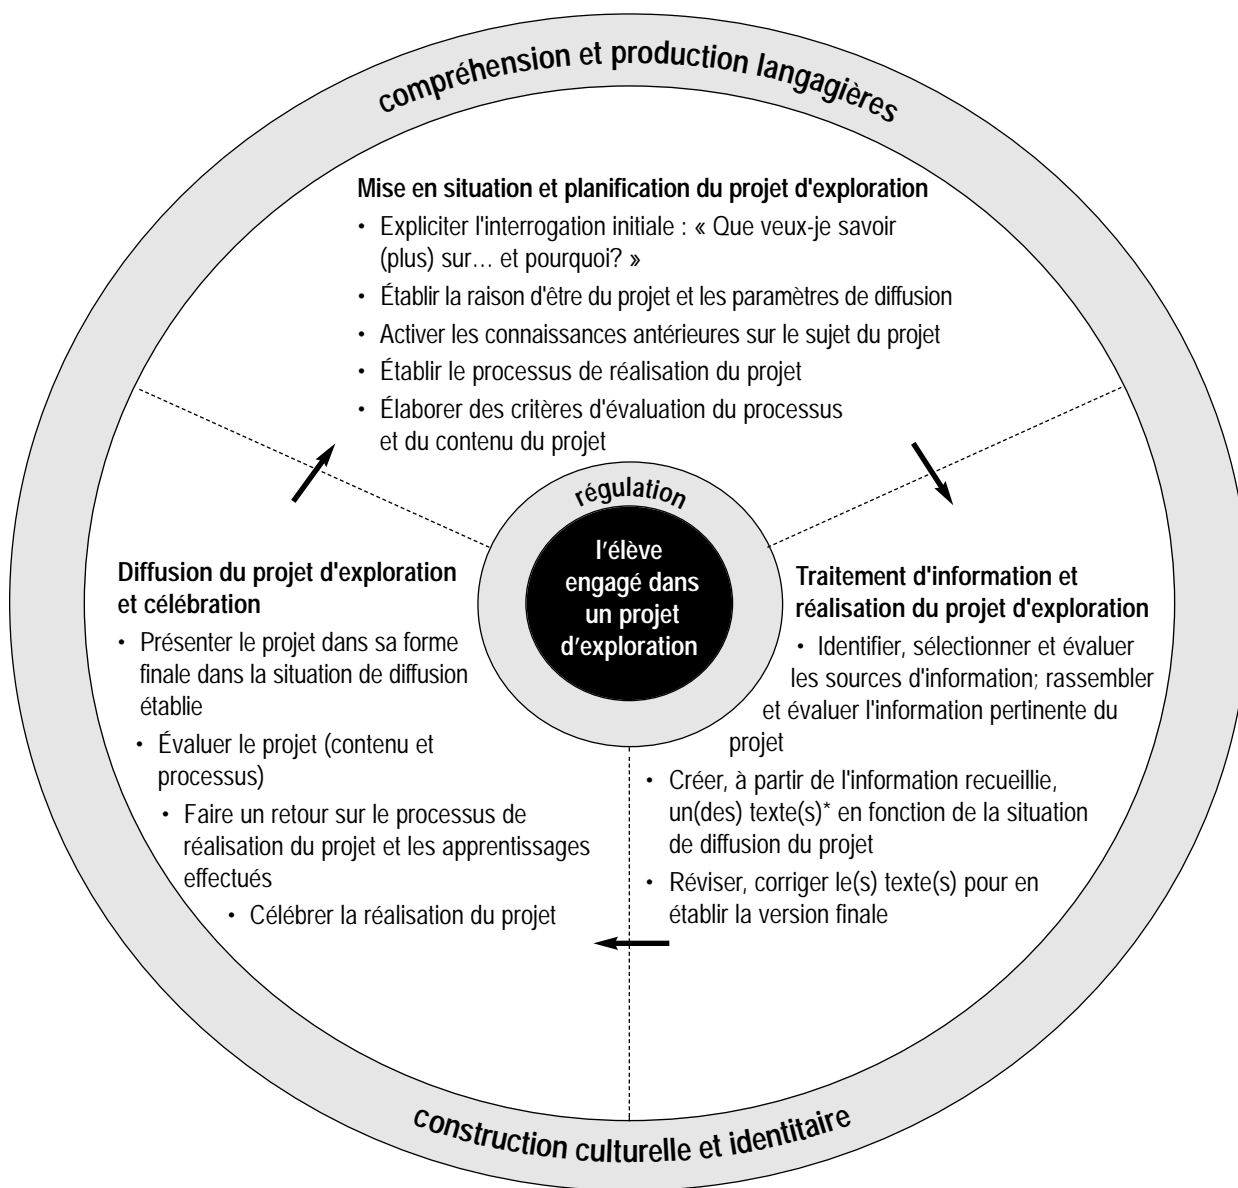 compréhension et production langagières
Mise en situation et planification du projet d'exploration
• Expliciter l'interrogation initiale : « Que veux-je savoir
(plus) sur… et pourquoi? »
• Établir la raison d'être du projet et les paramètres de diffusion
• Activer les connaissances antérieures sur le sujet du projet
• Établir le processus de réalisation du projet
• Élaborer des critères d'évaluation du processus
et du contenu du projet
régulation
l'élève
engagé dans
un projet
d'exploration
Traitement d'information et
réalisation du projet d'exploration
• Identifier, sélectionner et évaluer
les sources d'information; rassembler
et évaluer l'information pertinente du
projet
• Créer, à partir de l'information recueillie,
un(des) texte(s)* en fonction de la situation
de diffusion du projet
• Réviser, corriger le(s) texte(s) pour en
établir la version finale
Diffusion du projet d'exploration
et célébration
• Présenter le projet dans sa forme
finale dans la situation de diffusion
établie
• Évaluer le projet (contenu et
processus)
• Faire un retour sur le processus de
réalisation du projet et les apprentissages
effectués
• Célébrer la réalisation du projet
construction culturelle et identitaire